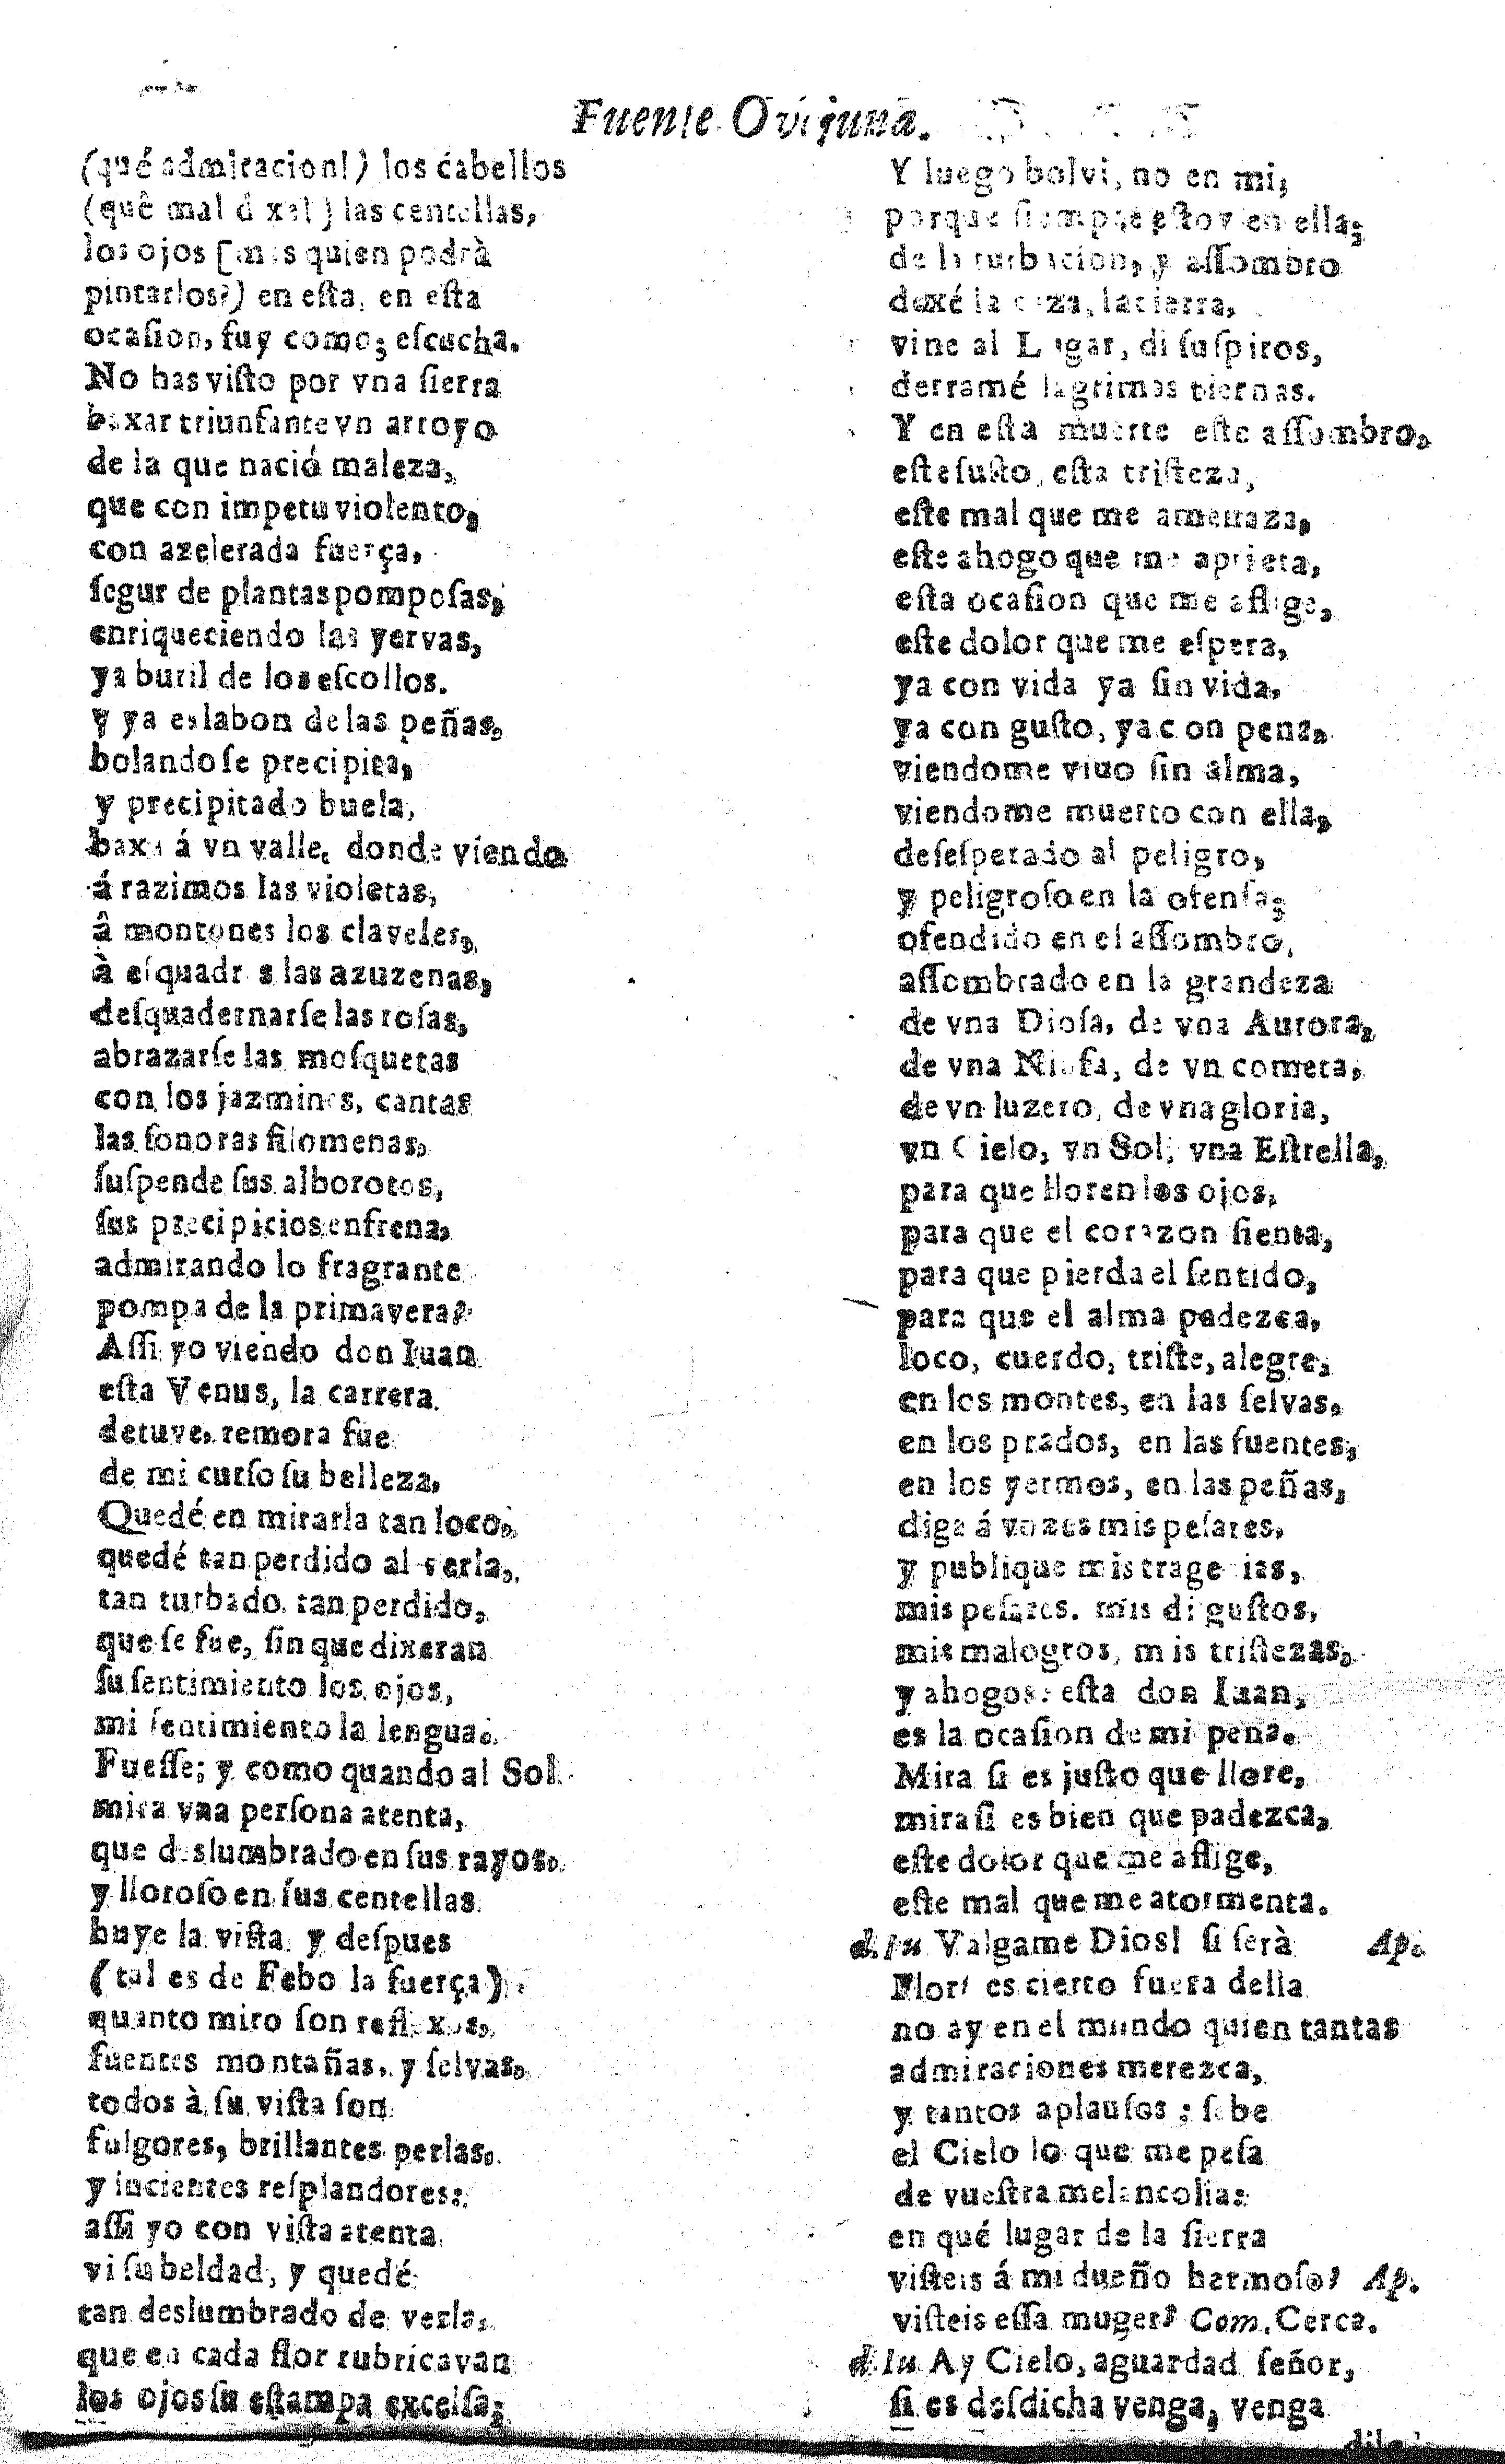 Fuente Ovijuna.
(qué admiracion!) los cabellos
(quê mal dixe!) las centellas,
los ojos [mas quien podrà
pintarlos?) en esta, en esta
ocasion, fuy como; escucha.
No has visto por vna sierra
baxar triunfante vn arroyo
de la que nació maleza,
que con impetu violento,
con azelerada fuerça,
segur de plantas pomposas,
enriqueciendo las yervas,
ya buril de los escollos.
y ya eslabon de las peñas,
bolando se precipita,
y precipitado buela,
baxa á vn valle, donde viendo
á razimos las violetas,
â montones los claveles,
à esquadras las azuzenas,
desquadernarse las rosas,
abrazarse las mosquetas
con los jazmines, cantas
las sonoras filomenas,
suspende sus alborotos,
sus precipicios enfrena,
admirando lo fragrante
pompa de la primavera?
Assi yo viendo don Iuan
esta Venus, la carrera
detuve, remora fue
de mi curso su belleza,
Quedé en mirarla tan loco,
quedé tan perdido al verla,
tan turbado, tan perdido,
que se fue, sin que dixeran
su sentimiento los ojos,
mi sentimiento la lengua.
Fuesse; y como quando al Sol
mira vna persona atenta,
que deslumbrado en sus rayos,
y lloroso en sus centellas
huye la vista, y despues
(tal es de Febo la fuerça)
quanto miro son reflexos,
fuentes montañas, y selvas,
todos à su vista son
fulgores, brillantes perlas,
y lucientes resplandores:
assi yo con vista atenta
vi su beldad, y quedé
tan deslumbrado de verla,
que en cada flor rubricavan
los ojos su estampa excelsa;
Y luego bolvi, no en mi,
porque siempre estoy en ella;
de la turbacion, y assombro
dexé la caza, la tierra,
vine al Lugar, di suspiros,
derramé lagrimas tiernas.
Y en esta muerte este assombro,
este susto, esta tristeza,
este mal que me amenaza,
este ahogo que me aprieta,
esta ocasion que me aflige,
este dolor que me espera,
ya con vida ya sin vida,
ya con gusto, ya con pena,
viendome viuo sin alma,
viendome muerto con ella,
desesperado al peligro,
y peligroso en la ofensa;
ofendido en el assombro,
assombrado en la grandeza
de vna Diosa, de vna Aurora,
de vna Ninfa, de vn cometa,
de vn luzero, de vna gloria,
vn Cielo, vn Sol, vna Estrella,
para que lloren los ojos,
para que el corazon sienta,
para que pierda el sentido,
para que el alma padezca,
loco, cuerdo, triste, alegre,
en los montes, en las selvas,
en los prados, en las fuentes,
en los yermos, en las peñas,
diga á vozes mis pesares,
y publique mis tragedias,
mis pesares, mis disgustos,
mis malogros, mis tristezas,
y ahogos: esta don Iuan,
es la ocasion de mi pena.
Mira si es justo que llore,
mira si es bien que padezca,
este dolor que me aflige,
este mal que me atormenta.
d.Iu Valgame Dios! si serà Ap.
Flor? es cierto fuera della
no ay en el mundo quien tantas
admiraciones merezca,
y tantos aplausos; sabe
el Cielo lo que me pesa
de vuestra melancolia:
en qué lugar de la sierra
visteis á mi dueño hermoso? Ap.
visteis essa muger? Com. Cerca.
d.Iu Ay Cielo, aguardad señor,
si es desdicha venga, venga